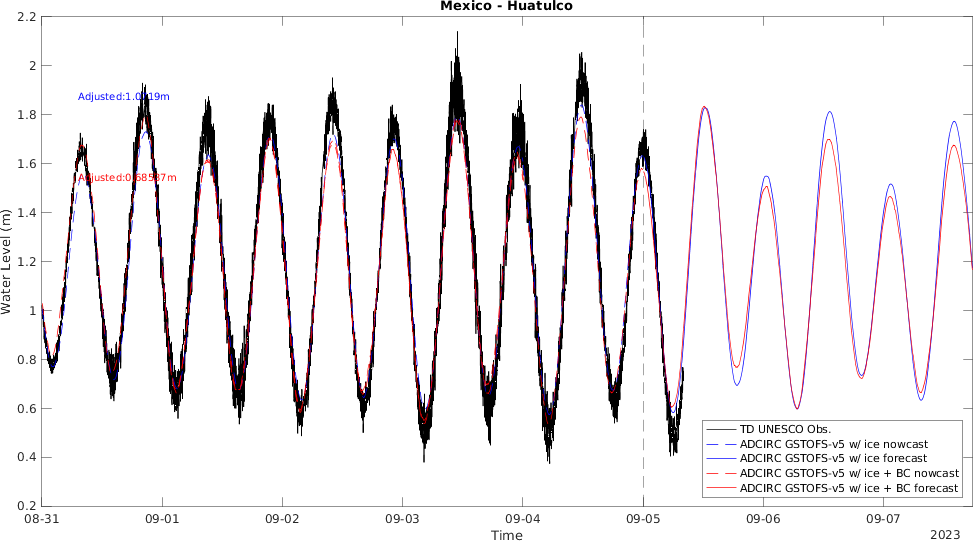 Mexico - Huatulco
2.2
2
1.8
1.6
1.4
1.2
1
0.8
0.6
0.4
0.2
Water Level (m)
Adjusted:
TD UNESCO Obs.
ADCIRC GSTOFS-v5 w/ ice nowcast
ADCIRC GSTOFS-v5 w/ ice forecast
ADCIRC GSTOFS-v5 w/ ice + BC nowcast
ADCIRC GSTOFS-v5 w/ ice + BC forecast
08-31 09-01 09-02 09-03 09-04 09-05 09-06 09-07
Time
2023